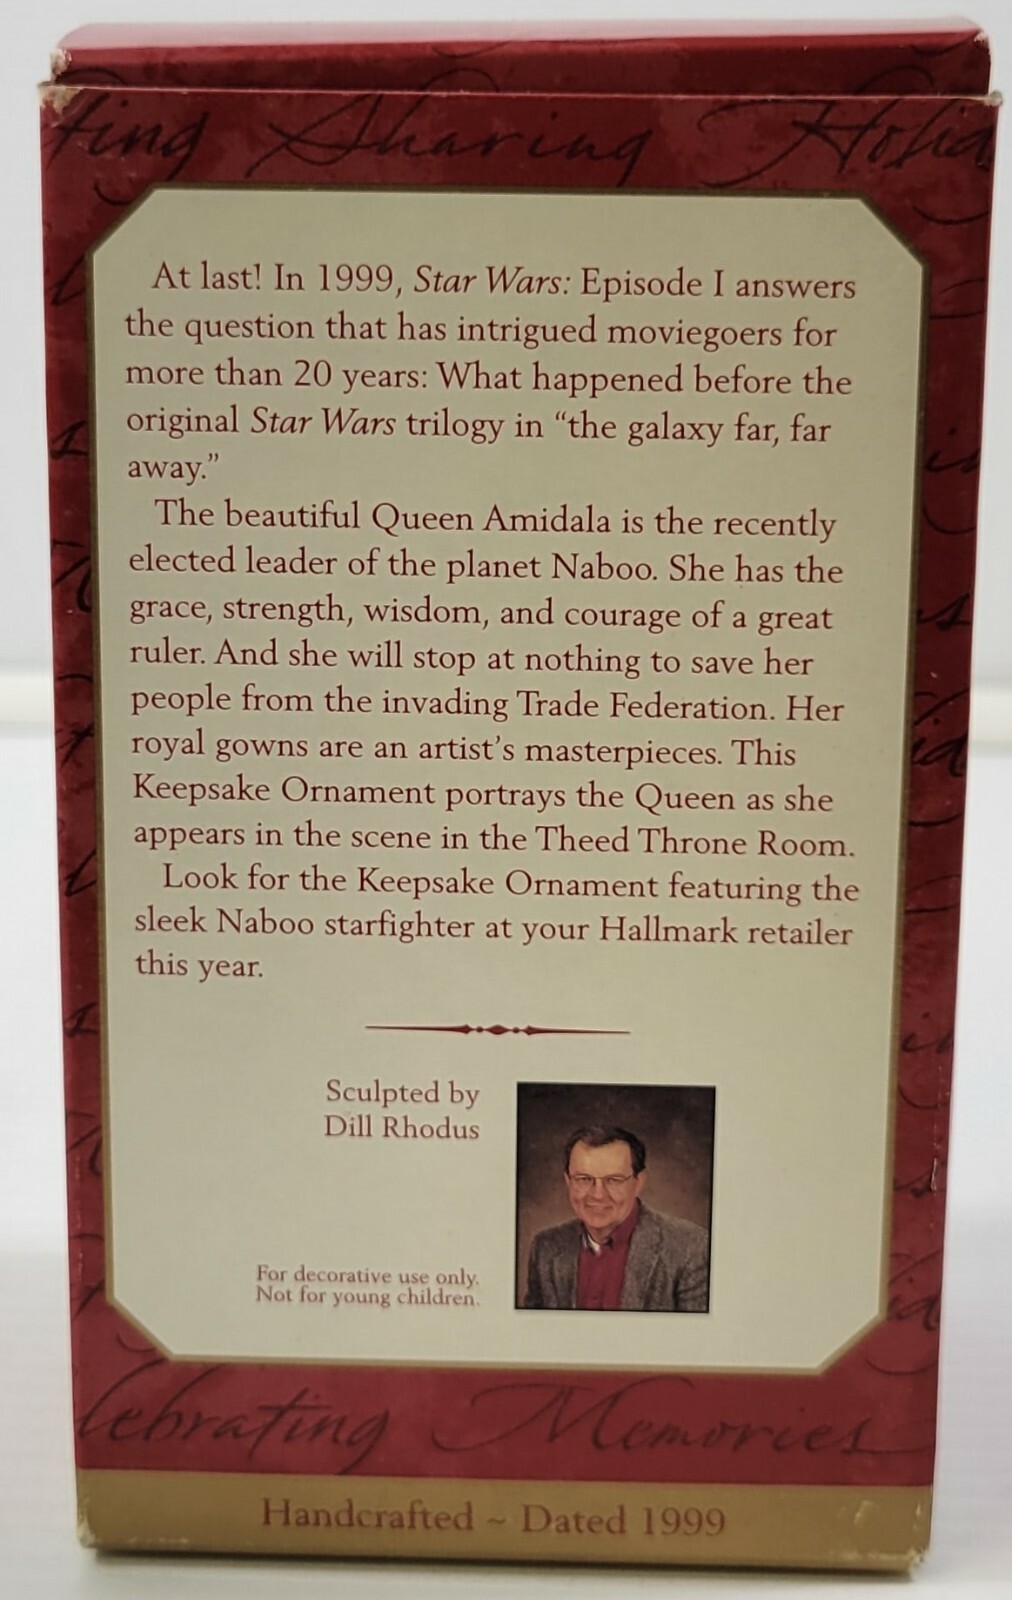 ting Sharing Holid
At last! In 1999, Star Wars: Episode I answers
the question that has intrigued moviegoers for
more than 20 years: What happened before the
original Star Wars trilogy in “the galaxy far, far
away.”
The beautiful Queen Amidala is the recently
elected leader of the planet Naboo. She has the
grace, strength, wisdom, and courage of a great
ruler. And she will stop at nothing to save her
people from the invading Trade Federation. Her
royal gowns are an artist’s masterpieces. This
Keepsake Ornament portrays the Queen as she
appears in the scene in the Theed Throne Room.
Look for the Keepsake Ornament featuring the
sleek Naboo starfighter at your Hallmark retailer
this year.
Sculpted by
Dill Rhodus
For decorative use only.
Not for young children.
lebrating Memories
Handcrafted ~ Dated 1999